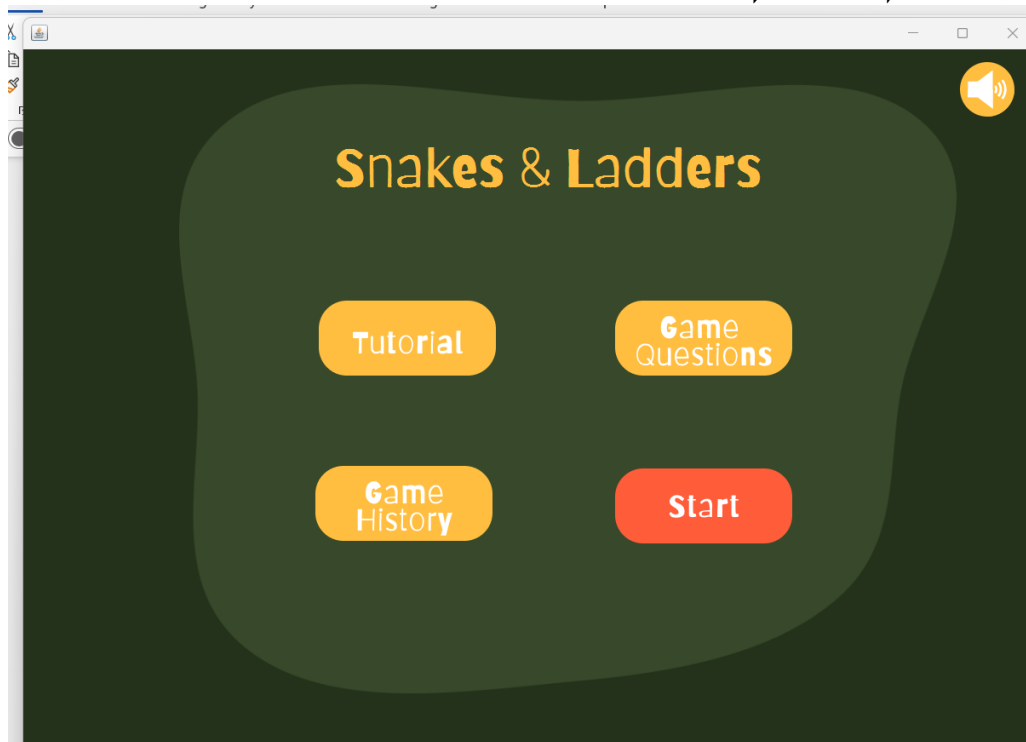 Snakes & Ladders
Tutorial
Game
Questions
Game
History
Start